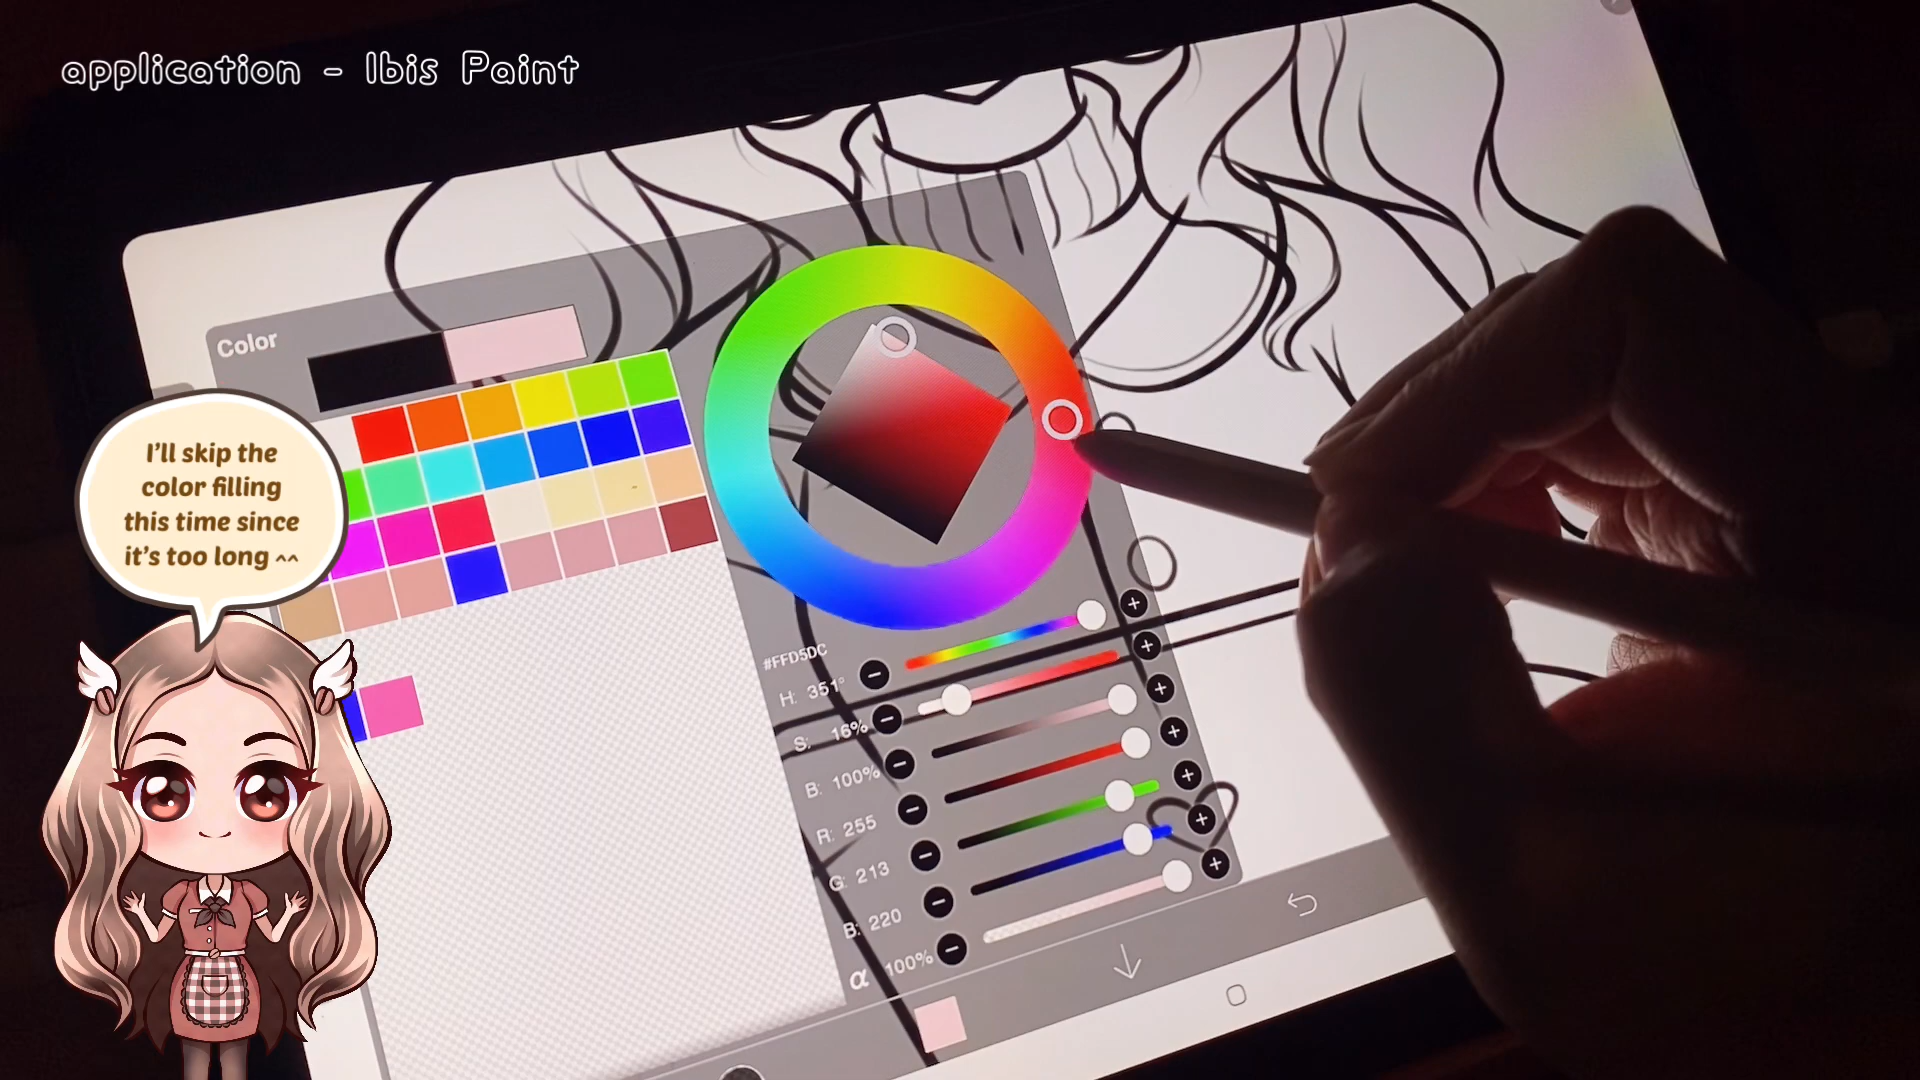 application - Ibis Paint
Color
I'll skip the
color filling
this time since
it's too long ^^
#FFD5DC
H: 351°
S: 16%
B: 100%
R: 255
G: 213
B: 220
α 100%